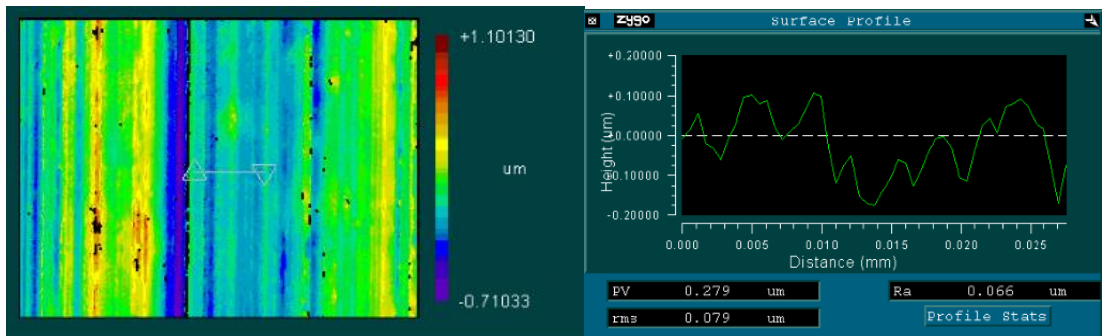 +1.10130
um
-0.71033
zygo
Surface Profile
+0.20000
+0.10000
+0.00000
-0.10000
-0.20000
Height (um)
0.000 0.005 0.010 0.015 0.020 0.025
Distance (mm)
PV 0.279 um
Ra 0.066 um
rms 0.079 um
Profile Stats